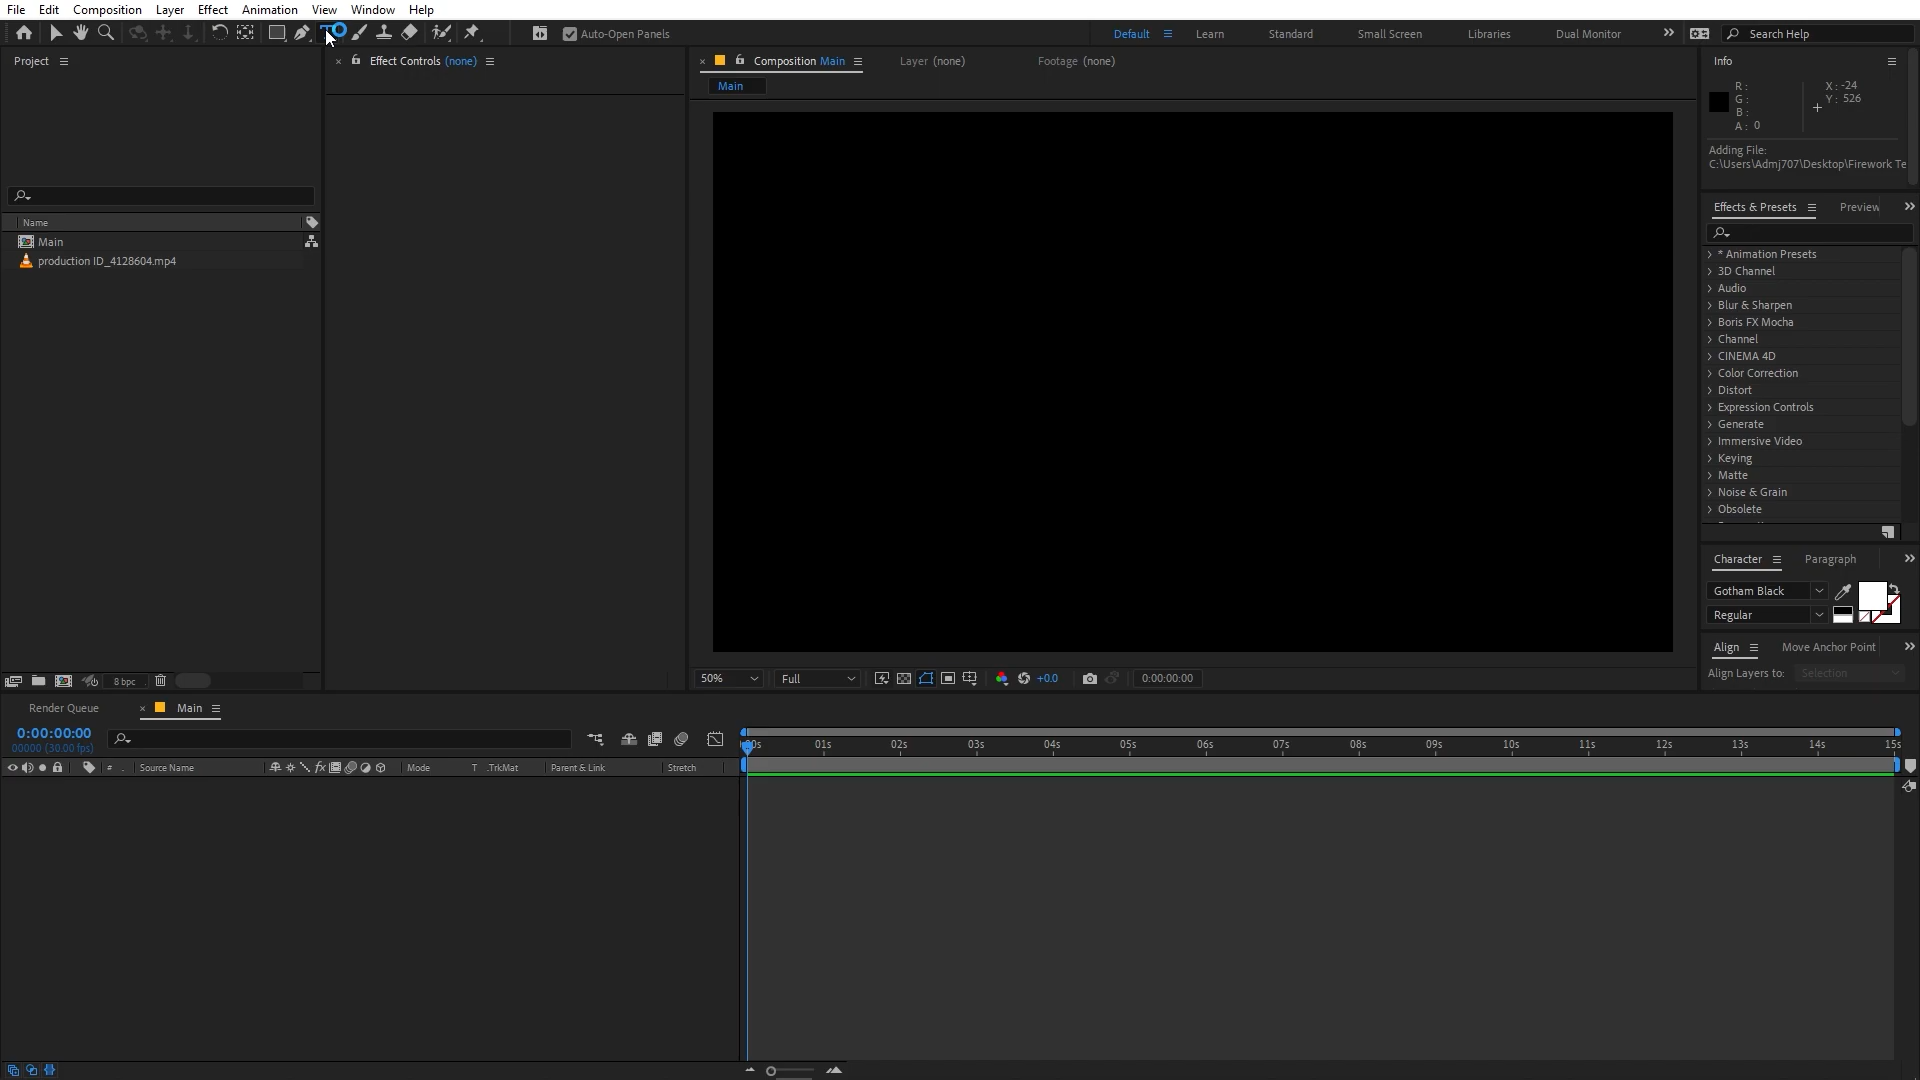 File Edit Composition Layer Effect Animation View Window Help
Auto-Open Panels
Default Learn Standard Small Screen Libraries Dual Monitor
Search Help
Project
Name
Main
production ID_4128604.mp4
8 bpc
Effect Controls (none)
Composition Main
Layer (none)
Footage (none)
Main
50%
Full
+0.0
0:00:00:00
Info
R :
G :
B :
A : 0
X : -24
Y : 526
Adding File:
C:\Users\Admj707\Desktop\Firework Te
Effects & Presets
Preview
* Animation Presets
3D Channel
Audio
Blur & Sharpen
Boris FX Mocha
Channel
CINEMA 4D
Color Correction
Distort
Expression Controls
Generate
Immersive Video
Keying
Matte
Noise & Grain
Obsolete
Character
Paragraph
Gotham Black
Regular
Align
Move Anchor Point
Align Layers to: Selection
Render Queue
Main
0:00:00:00
00000 (30.00 fps)
# Source Name Mode T .TrkMat Parent & Link Stretch
01s 02s 03s 04s 05s 06s 07s 08s 09s 10s 11s 12s 13s 14s 15s